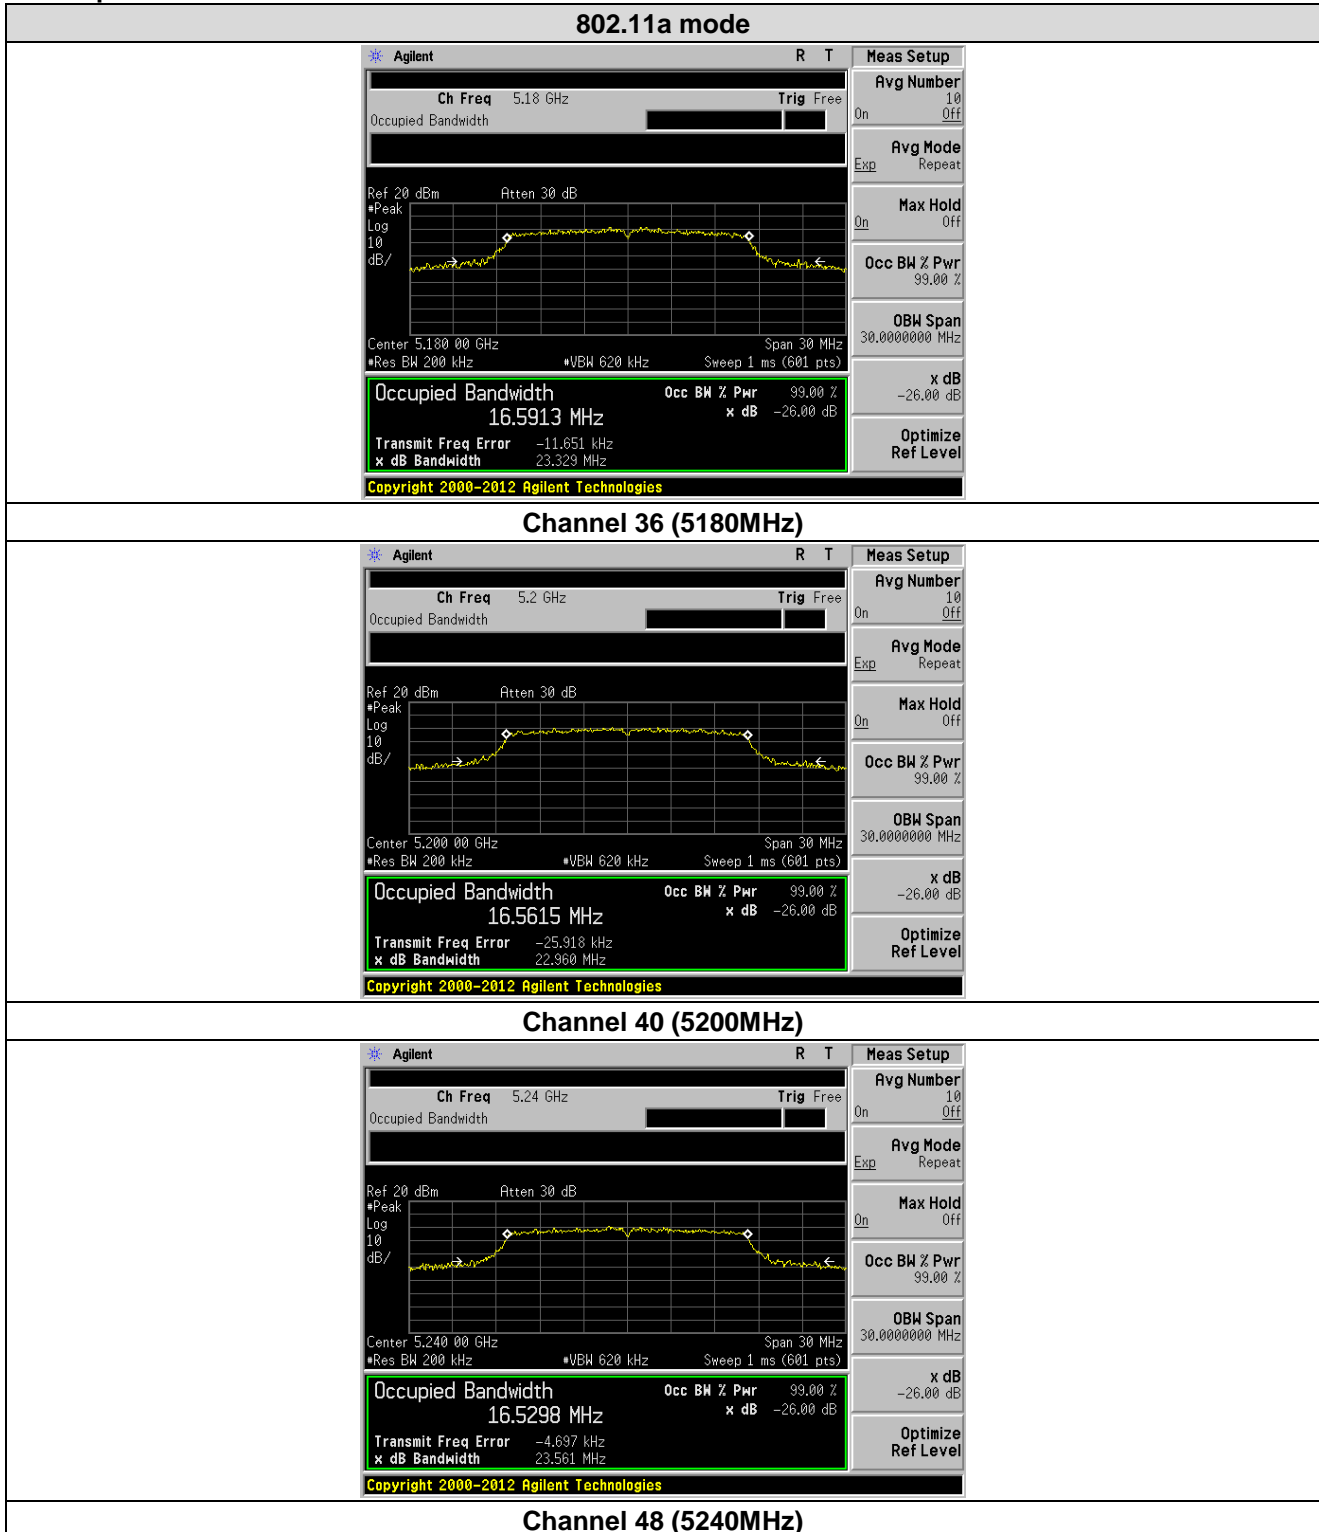 802.11a mode
Agilent R T Meas Setup
Ch Freq 5.18 GHz Trig Free
Occupied Bandwidth
Avg Number
10
On Off
Avg Mode
Exp Repeat
Max Hold
On Off
Occ BW % Pwr
99.00 %
OBW Span
30.0000000 MHz
x dB
-26.00 dB
Optimize
Ref Level
Ref 20 dBm Atten 30 dB
#Peak
Log
10
dB/
Center 5.180 00 GHz Span 30 MHz
#Res BW 200 kHz #VBW 620 kHz Sweep 1 ms (601 pts)
Occupied Bandwidth Occ BW % Pwr 99.00 %
16.5913 MHz x dB -26.00 dB
Transmit Freq Error -11.651 kHz
x dB Bandwidth 23.329 MHz
Copyright 2000-2012 Agilent Technologies
Channel 36 (5180MHz)
Agilent R T Meas Setup
Ch Freq 5.2 GHz Trig Free
Occupied Bandwidth
Avg Number
10
On Off
Avg Mode
Exp Repeat
Max Hold
On Off
Occ BW % Pwr
99.00 %
OBW Span
30.0000000 MHz
x dB
-26.00 dB
Optimize
Ref Level
Ref 20 dBm Atten 30 dB
#Peak
Log
10
dB/
Center 5.200 00 GHz Span 30 MHz
#Res BW 200 kHz #VBW 620 kHz Sweep 1 ms (601 pts)
Occupied Bandwidth Occ BW % Pwr 99.00 %
16.5615 MHz x dB -26.00 dB
Transmit Freq Error -25.918 kHz
x dB Bandwidth 22.960 MHz
Copyright 2000-2012 Agilent Technologies
Channel 40 (5200MHz)
Agilent R T Meas Setup
Ch Freq 5.24 GHz Trig Free
Occupied Bandwidth
Avg Number
10
On Off
Avg Mode
Exp Repeat
Max Hold
On Off
Occ BW % Pwr
99.00 %
OBW Span
30.0000000 MHz
x dB
-26.00 dB
Optimize
Ref Level
Ref 20 dBm Atten 30 dB
#Peak
Log
10
dB/
Center 5.240 00 GHz Span 30 MHz
#Res BW 200 kHz #VBW 620 kHz Sweep 1 ms (601 pts)
Occupied Bandwidth Occ BW % Pwr 99.00 %
16.5298 MHz x dB -26.00 dB
Transmit Freq Error -4.697 kHz
x dB Bandwidth 23.561 MHz
Copyright 2000-2012 Agilent Technologies
Channel 48 (5240MHz)